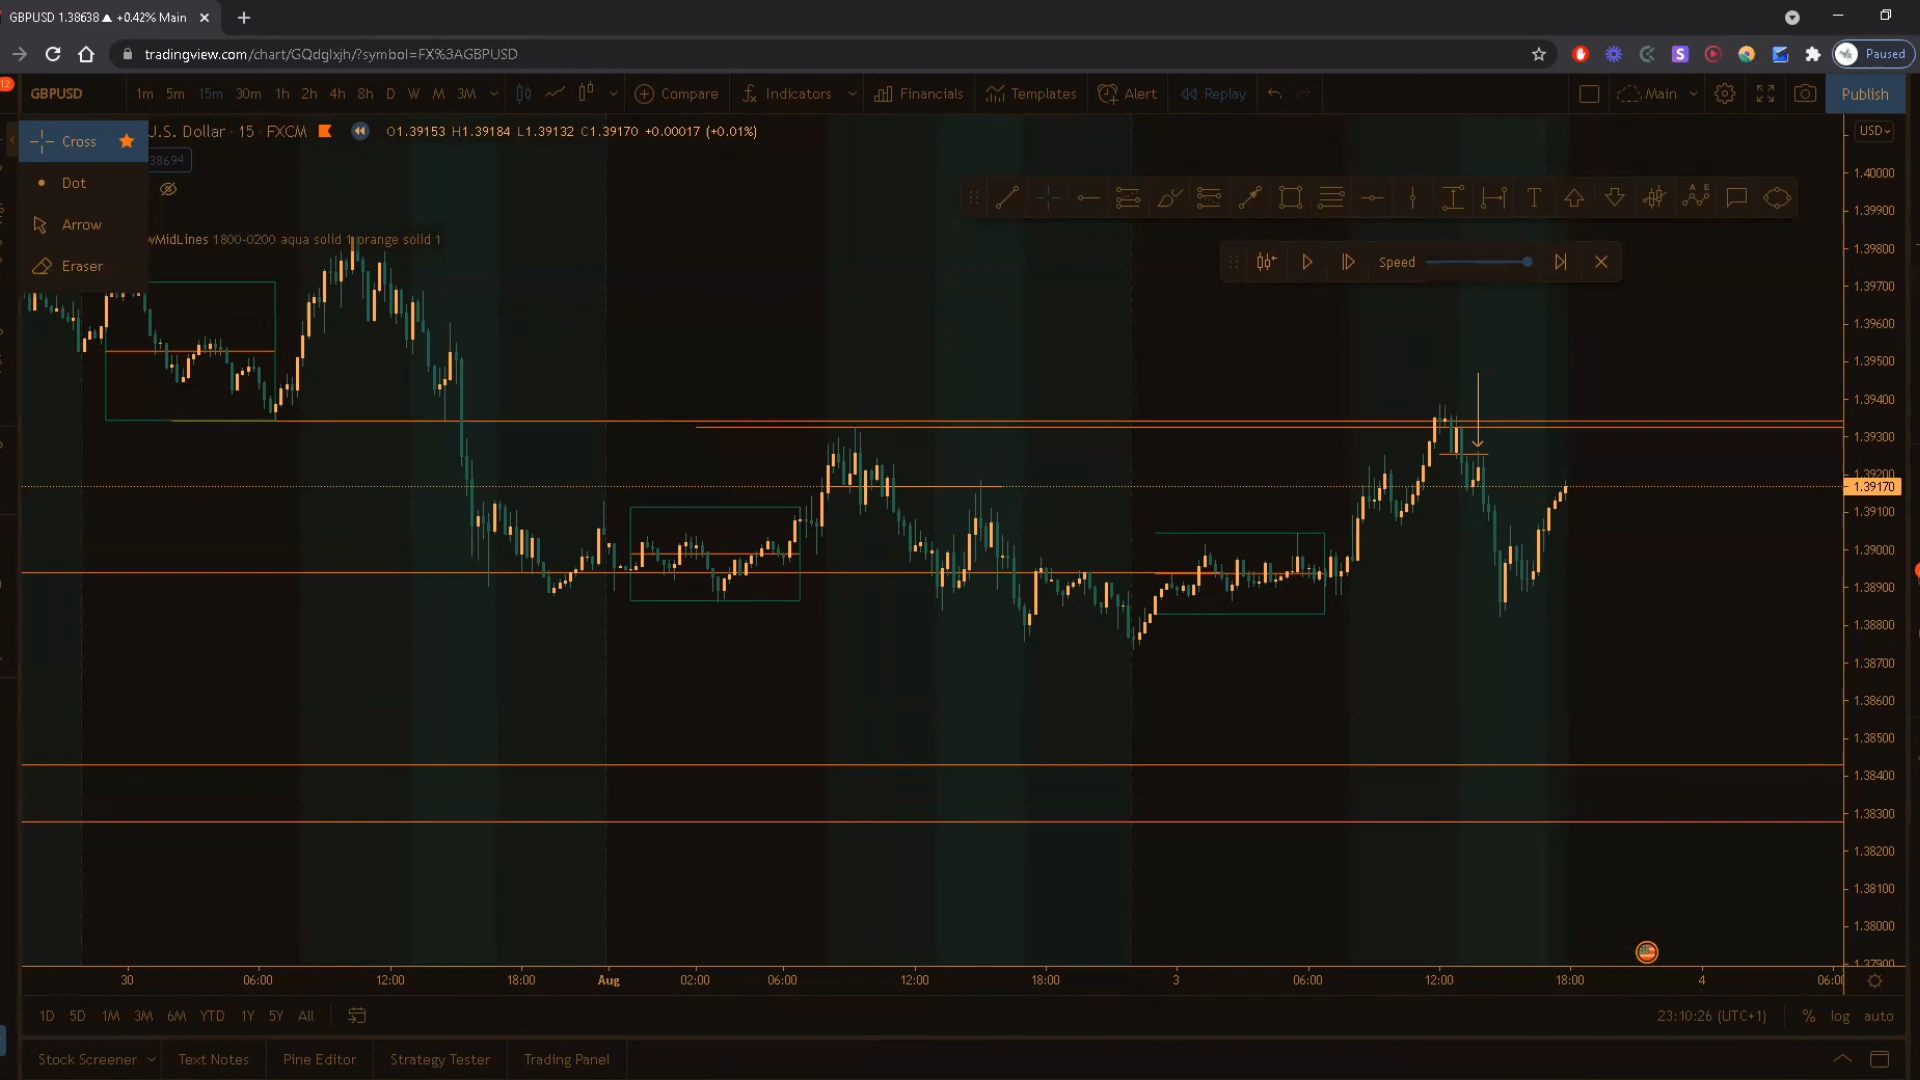 GBPUSD 1.38638 ▲ +0.42% Main
tradingview.com/chart/GQdglxjh/?symbol=FX%3AGBPUSD
Paused
12
GBPUSD 1m 5m 15m 30m 1h 2h 4h 8h D W M 3M Compare Indicators Financials Templates Alert Replay Main Publish
Cross
U.S. Dollar · 15 · FXCM O1.39153 H1.39184 L1.39132 C1.39170 +0.00017 (+0.01%)
USD
38694
Dot
Arrow
MidLines 1800-0200 aqua solid 1 orange solid 1
Eraser
Speed
1.40000
1.39900
1.39800
1.39700
1.39600
1.39500
1.39400
1.39300
1.39200
1.39170
1.39100
1.39000
1.38900
1.38800
1.38700
1.38600
1.38500
1.38400
1.38300
1.38200
1.38100
1.38000
1.37900
30 06:00 12:00 18:00 Aug 02:00 06:00 12:00 18:00 3 06:00 12:00 18:00 4 06:00
1D 5D 1M 3M 6M YTD 1Y 5Y All
23:10:26 (UTC+1) % log auto
Stock Screener Text Notes Pine Editor Strategy Tester Trading Panel